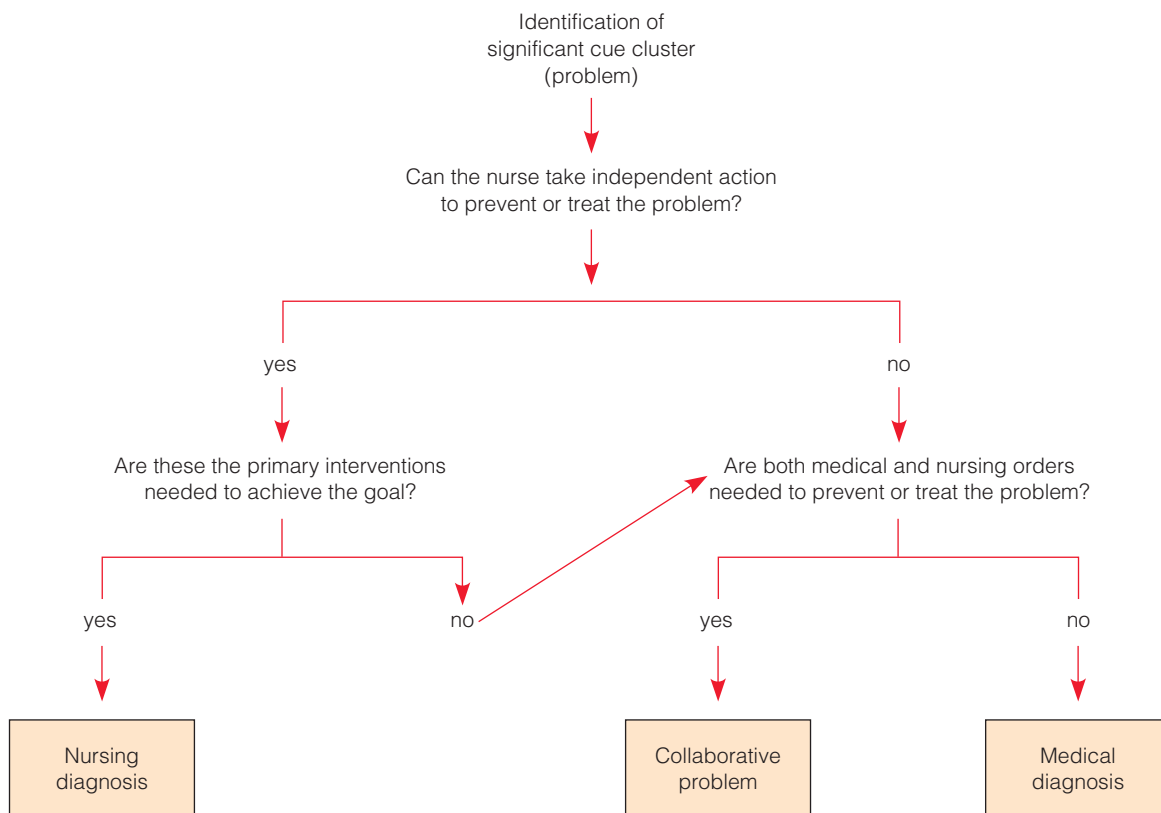 Identification of
significant cue cluster
(problem)
Can the nurse take independent action
to prevent or treat the problem?
yes
no
Are these the primary interventions
needed to achieve the goal?
Are both medical and nursing orders
needed to prevent or treat the problem?
yes
no
yes
no
Nursing
diagnosis
Collaborative
problem
Medical
diagnosis